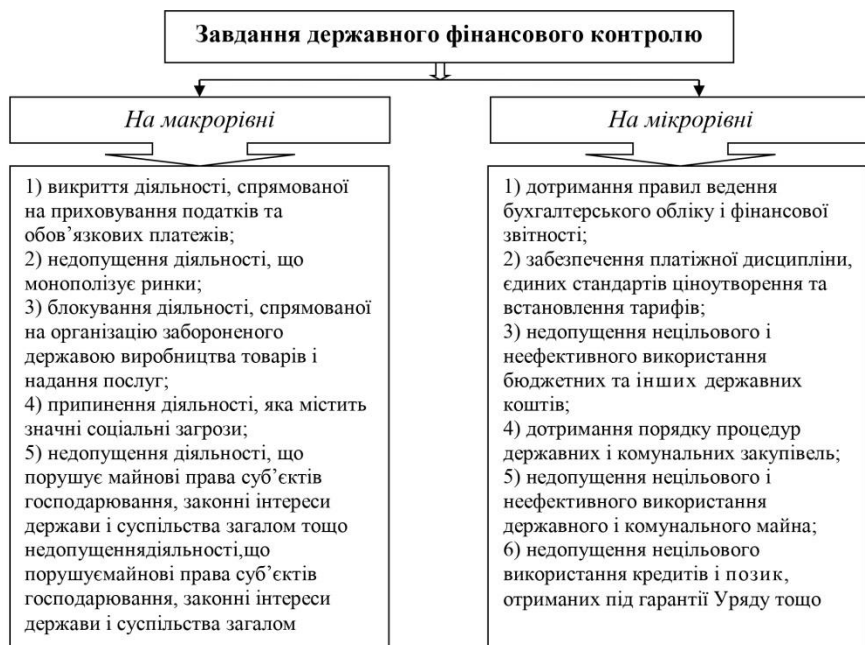 Завдання державного фінансового контролю
На макрорівні
1) викриття діяльності, спрямованої
на приховування податків та
обов’язкових платежів;
2) недопущення діяльності, що
монополізує ринки;
3) блокування діяльності, спрямованої
на організацію забороненого
державою виробництва товарів і
надання послуг;
4) припинення діяльності, яка містить
значні соціальні загрози;
5) недопущення діяльності, що
порушує майнові права суб’єктів
господарювання, законні інтереси
держави і суспільства загалом тощо
недопущеннядіяльності,що
порушуємайнові права суб’єктів
господарювання, законні інтереси
держави і суспільства загалом
На мікрорівні
1) дотримання правил ведення
бухгалтерського обліку і фінансової
звітності;
2) забезпечення платіжної дисципліни,
єдиних стандартів ціноутворення та
встановлення тарифів;
3) недопущення нецільового і
неефективного використання
бюджетних та інших державних
коштів;
4) дотримання порядку процедур
державних і комунальних закупівель;
5) недопущення нецільового і
неефективного використання
державного і комунального майна;
6) недопущення нецільового
використання кредитів і позик,
отриманих під гарантії Уряду тощо